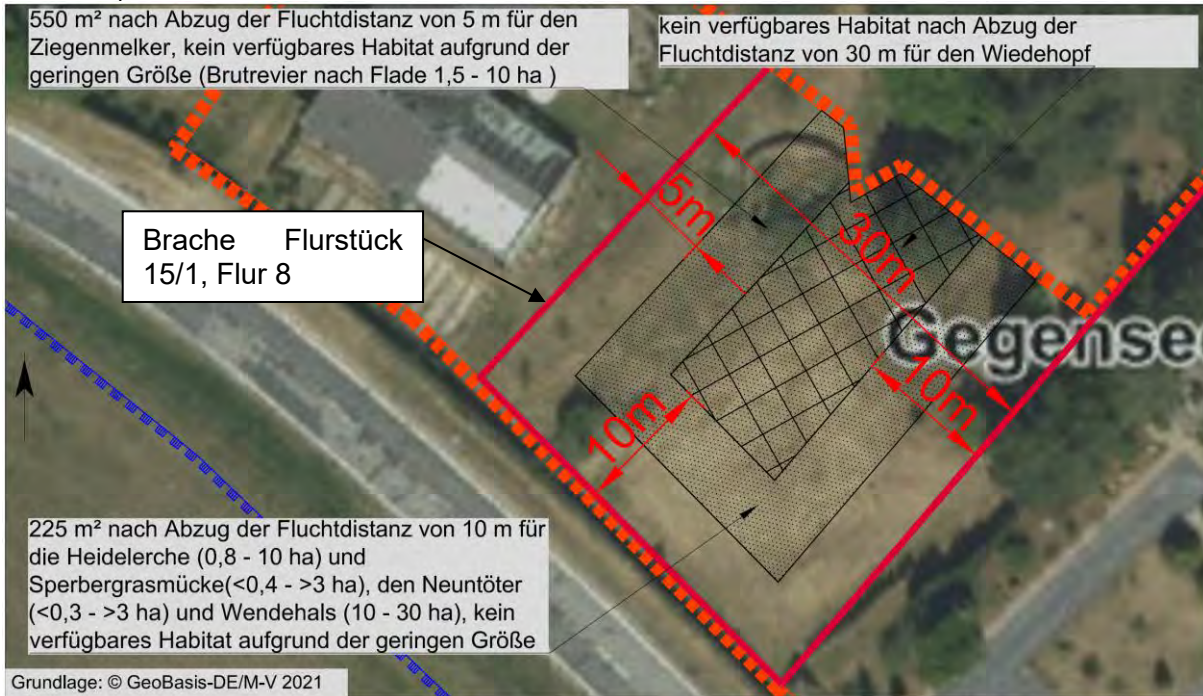 550 m² nach Abzug der Fluchtdistanz von 5 m für den
Ziegenmelker, kein verfügbares Habitat aufgrund der
geringen Größe (Brutrevier nach Flade 1,5 - 10 ha )
kein verfügbares Habitat nach Abzug der
Fluchtdistanz von 30 m für den Wiedehopf
5m
30m
Brache Flurstück
15/1, Flur 8
Gegense
10m
10m
225 m² nach Abzug der Fluchtdistanz von 10 m für
die Heidelerche (0,8 - 10 ha) und
Sperbergrasmücke(<0,4 - >3 ha), den Neuntöter
(<0,3 - >3 ha) und Wendehals (10 - 30 ha), kein
verfügbares Habitat aufgrund der geringen Größe
Grundlage: © GeoBasis-DE/M-V 2021